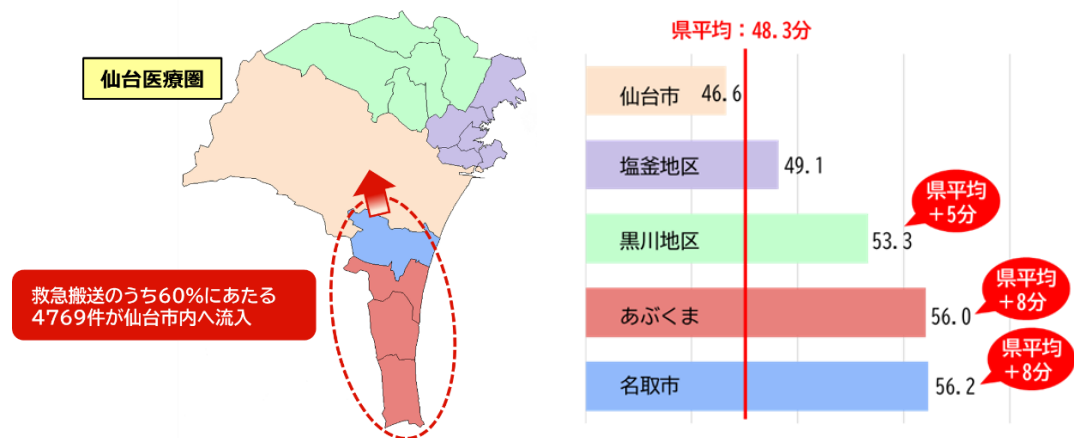 仙台医療圏
救急搬送のうち60%にあたる
4769件が仙台市内へ流入
県平均:48.3分
仙台市 46.6
塩釜地区 49.1
県平均
+5分
黒川地区 53.3
県平均
+8分
あぶくま 56.0
県平均
+8分
名取市 56.2